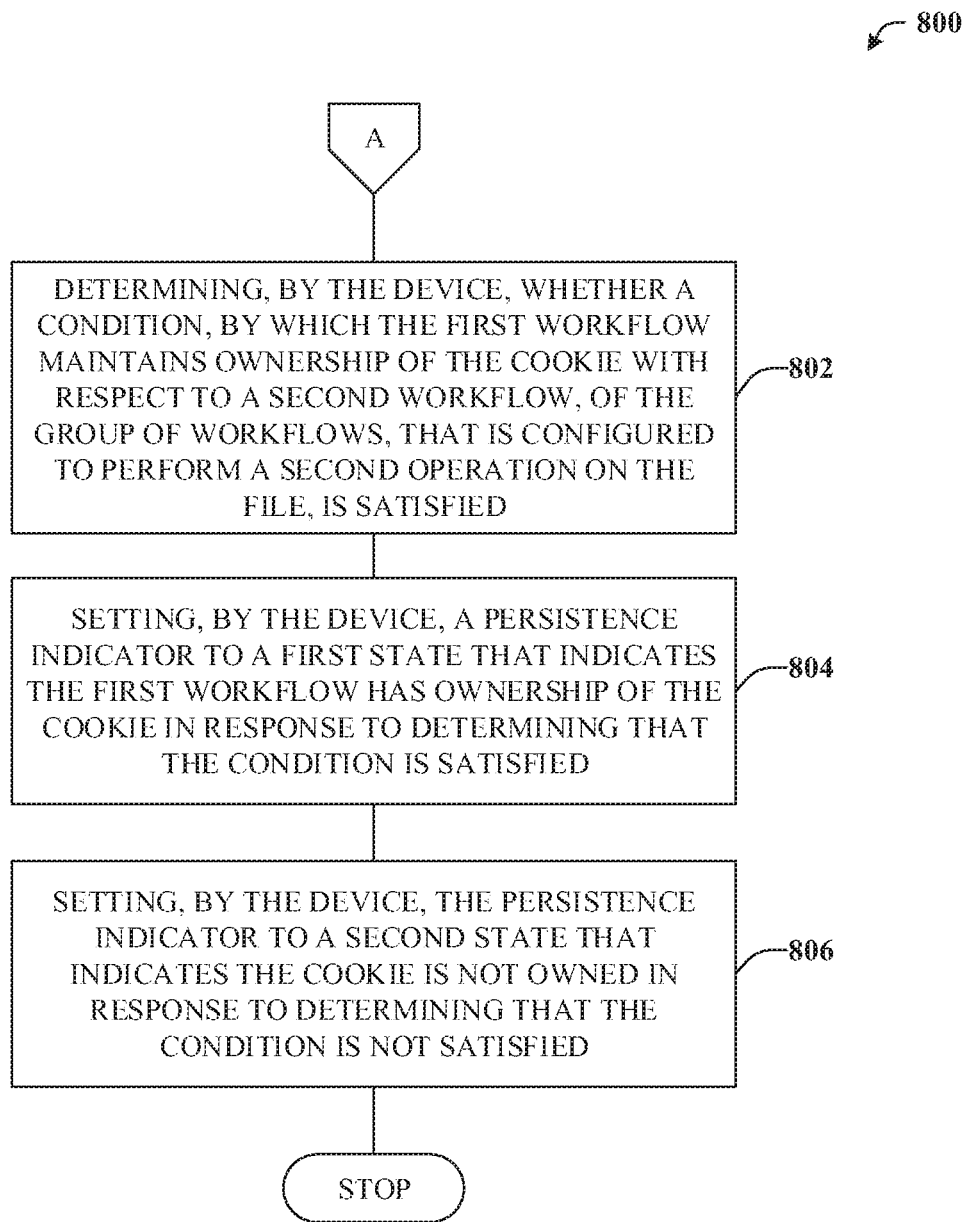 800
A
DETERMINING, BY THE DEVICE, WHETHER A
CONDITION, BY WHICH THE FIRST WORKFLOW
MAINTAINS OWNERSHIP OF THE COOKIE WITH
RESPECT TO A SECOND WORKFLOW, OF THE
GROUP OF WORKFLOWS, THAT IS CONFIGURED
TO PERFORM A SECOND OPERATION ON THE
FILE, IS SATISFIED
802
SETTING, BY THE DEVICE, A PERSISTENCE
INDICATOR TO A FIRST STATE THAT INDICATES
THE FIRST WORKFLOW HAS OWNERSHIP OF THE
COOKIE IN RESPONSE TO DETERMINING THAT
THE CONDITION IS SATISFIED
804
SETTING, BY THE DEVICE, THE PERSISTENCE
INDICATOR TO A SECOND STATE THAT
INDICATES THE COOKIE IS NOT OWNED IN
RESPONSE TO DETERMINING THAT THE
CONDITION IS NOT SATISFIED
806
STOP